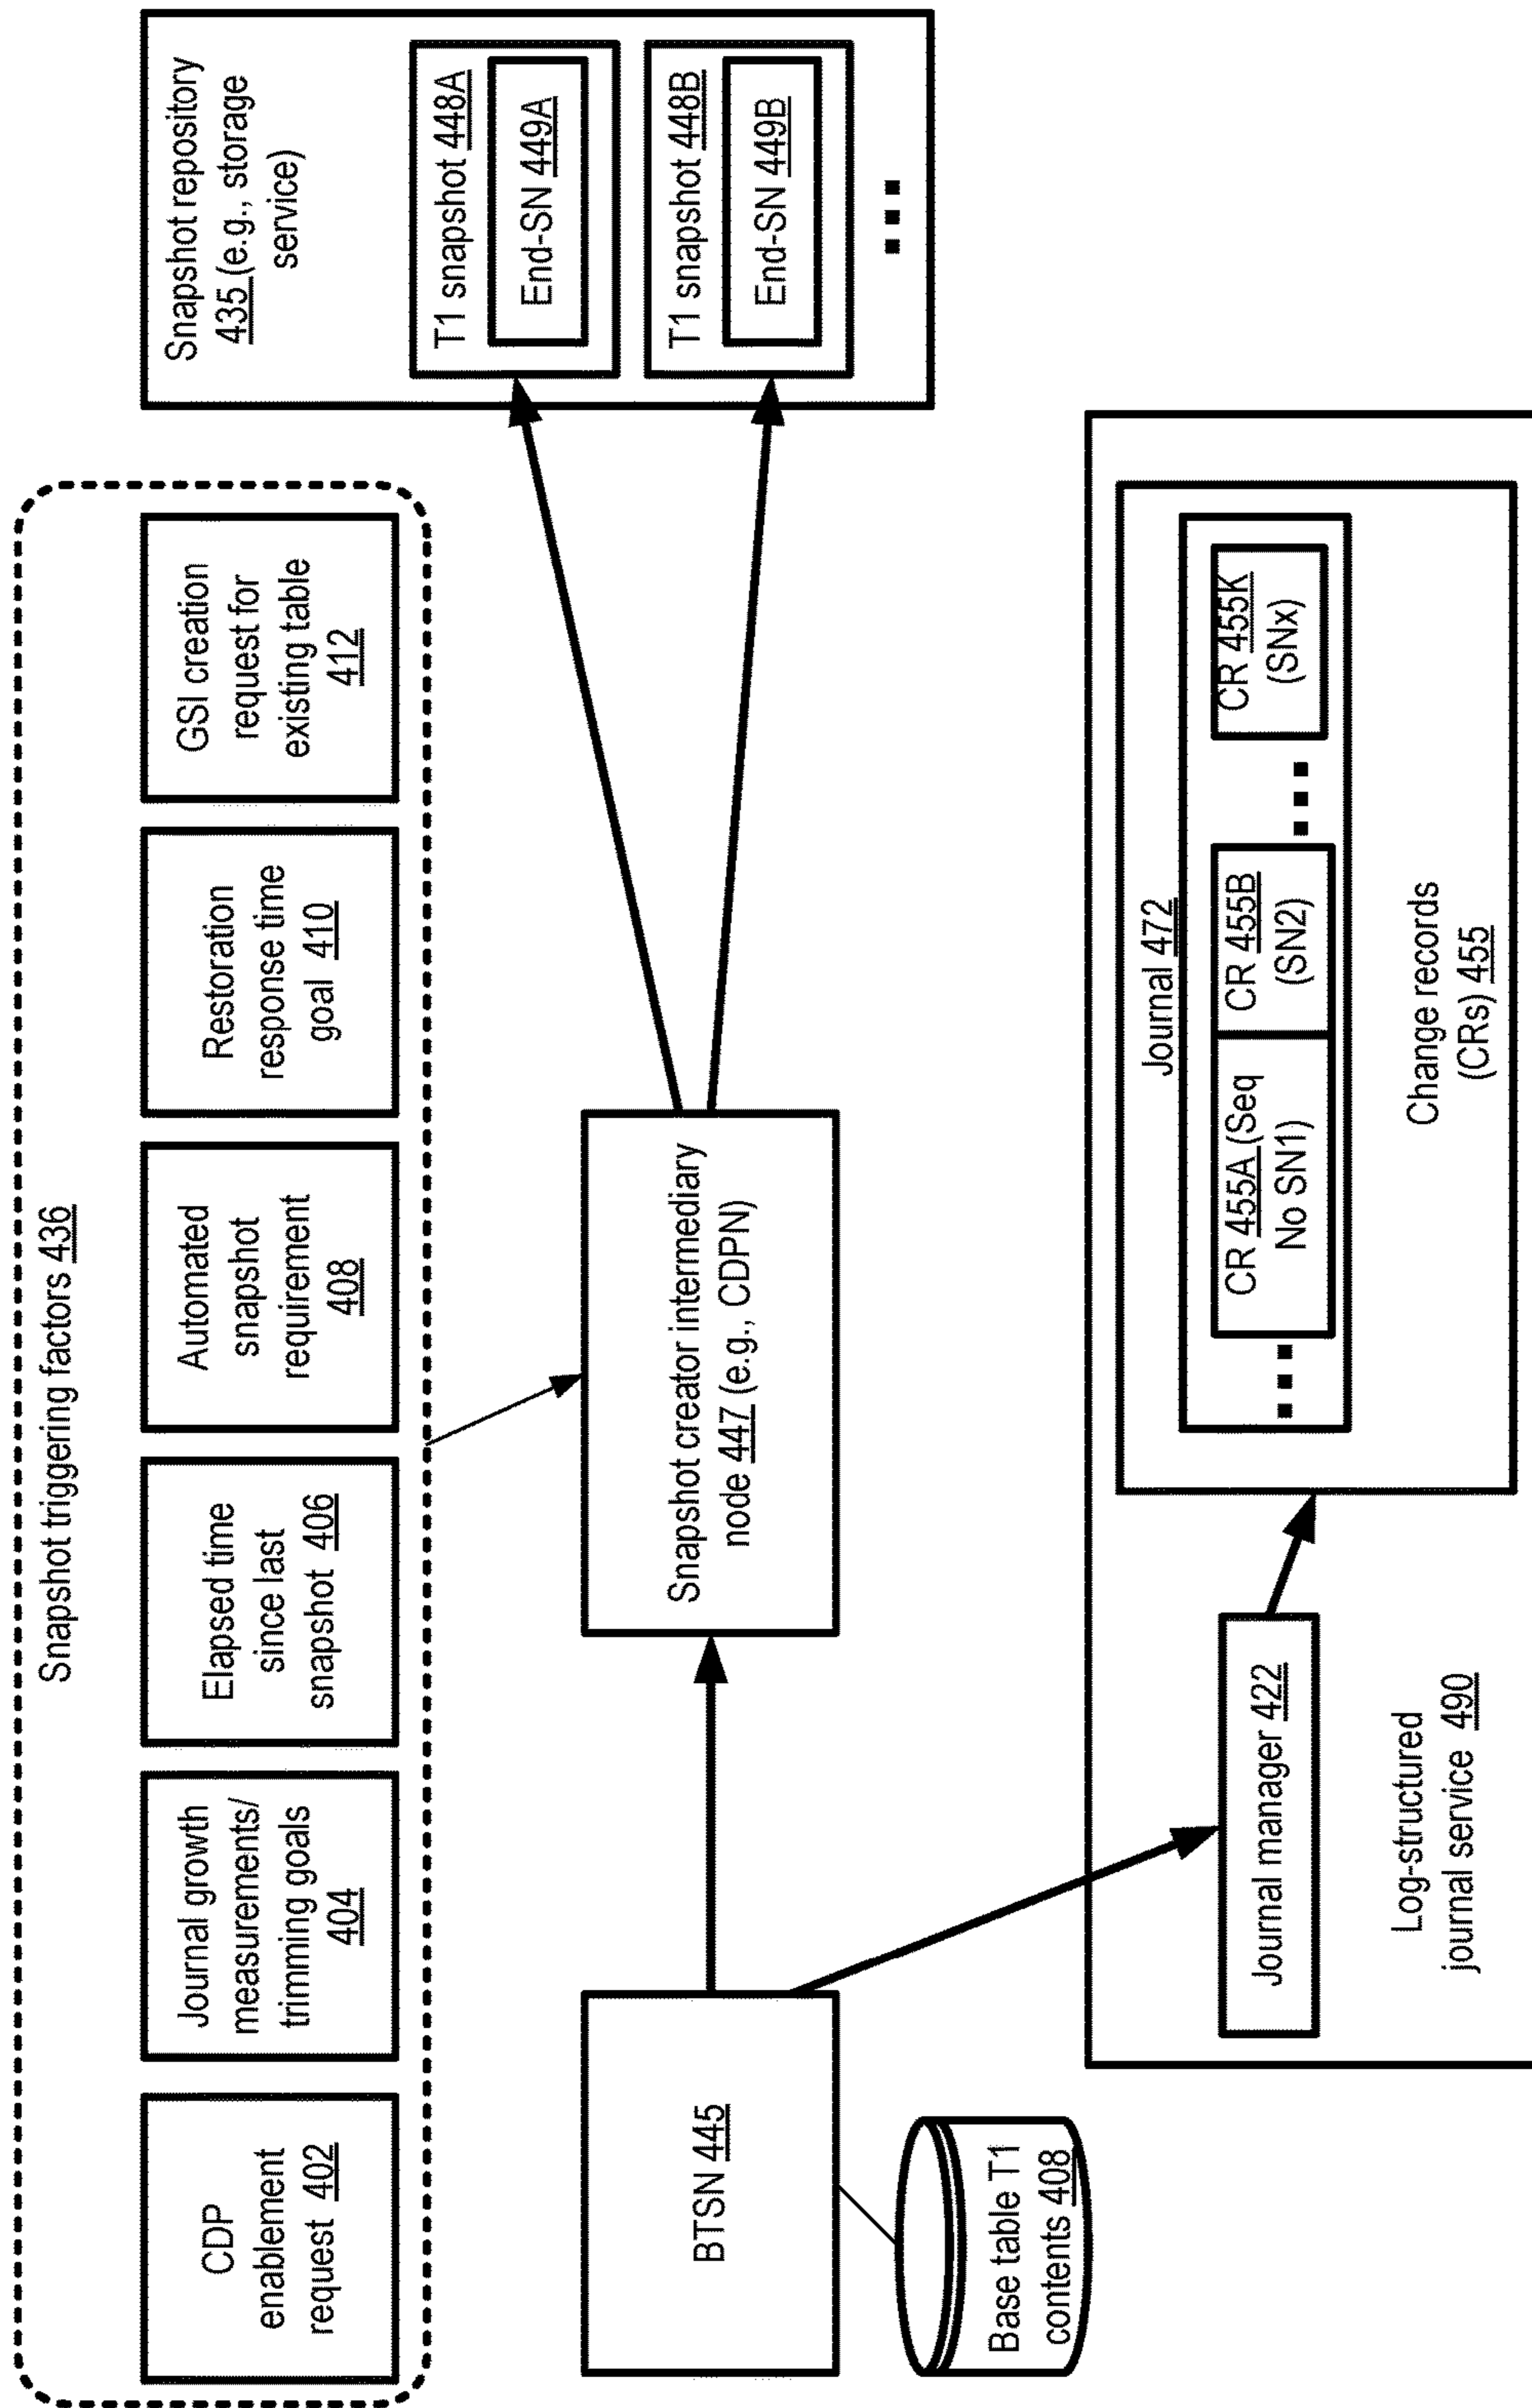 Snapshot triggering factors 436
CDP
enablement
request 402
Journal growth
measurements/
trimming goals
404
Elapsed time
since last
snapshot 406
Automated
snapshot
requirement
408
Restoration
response time
goal 410
GSI creation
request for
existing table
412
Snapshot repository
435 (e.g., storage
service)
T1 snapshot 448A
End-SN 449A
T1 snapshot 448B
End-SN 449B
BTSN 445
Snapshot creator intermediary
node 447 (e.g., CDPN)
Base table T1
contents 408
Journal manager 422
Log-structured
journal service 490
Journal 472
CR 455A (Seq
No SN1)
CR 455B
(SN2)
CR 455K
(SNx)
Change records
(CRs) 455